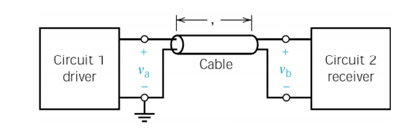 Circuit 1
driver
+
va
−
Cable
+
vb
−
Circuit 2
receiver